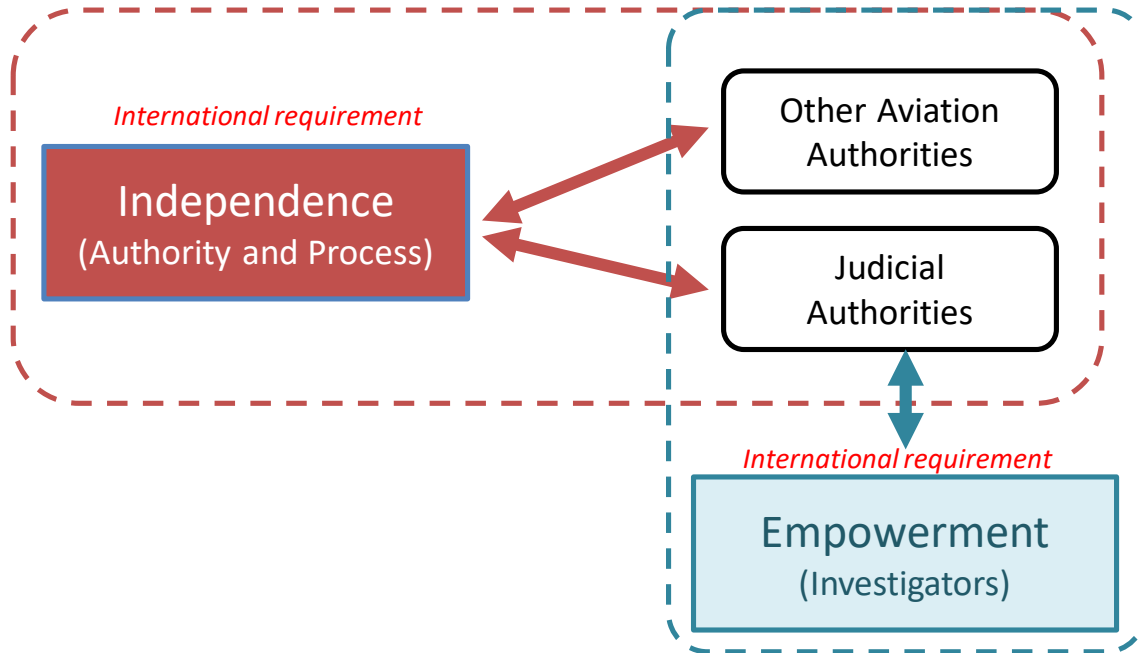 International requirement
Independence
(Authority and Process)
Other Aviation
Authorities
Judicial
Authorities
International requirement
Empowerment
(Investigators)